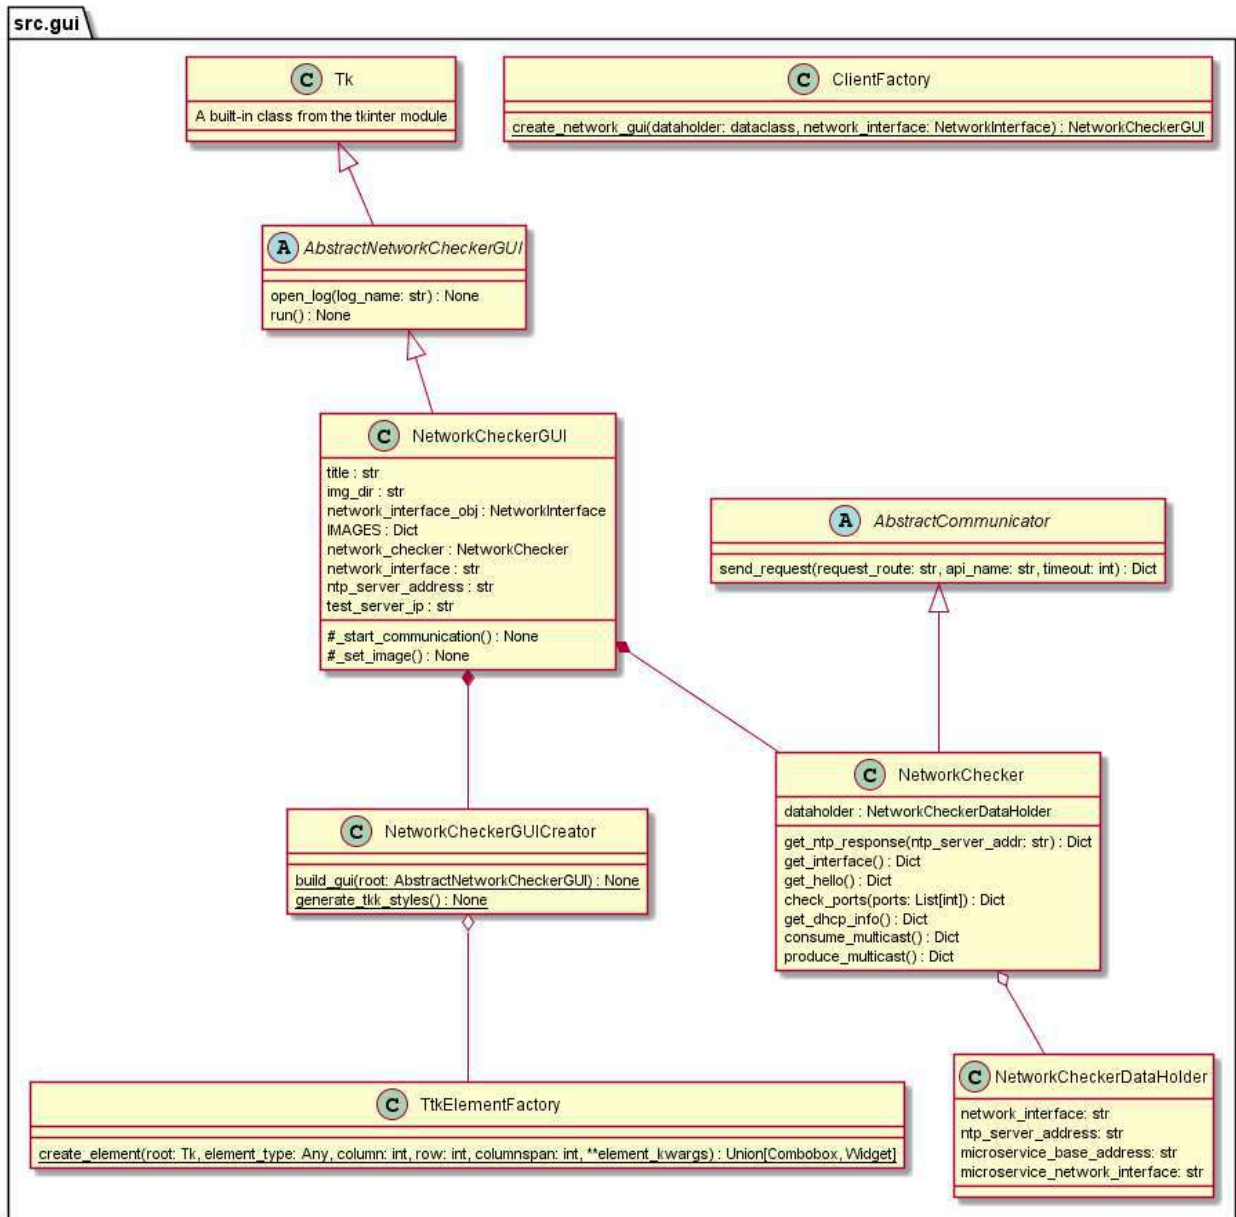 src.gui
C Tk
A built-in class from the tkinter module
C ClientFactory
create_network_gui(dataholder: dataclass, network_interface: NetworkInterface) : NetworkCheckerGUI
A AbstractNetworkCheckerGUI
open_log(log_name: str) : None
run() : None
C NetworkCheckerGUI
title : str
img_dir : str
network_interface_obj : NetworkInterface
IMAGES : Dict
network_checker : NetworkChecker
network_interface : str
ntp_server_address : str
test_server_ip : str
#_start_communication() : None
#_set_image() : None
A AbstractCommunicator
send_request(request_route: str, api_name: str, timeout: int) : Dict
C NetworkChecker
dataholder : NetworkCheckerDataHolder
get_ntp_response(ntp_server_addr: str) : Dict
get_interface() : Dict
get_hello() : Dict
check_ports(ports: List[int]) : Dict
get_dhcp_info() : Dict
consume_multicast() : Dict
produce_multicast() : Dict
C NetworkCheckerGUICreator
build_gui(root: AbstractNetworkCheckerGUI) : None
generate_tkk_styles() : None
C TtkElementFactory
create_element(root: Tk, element_type: Any, column: int, row: int, columnspan: int, **element_kwargs) : Union[Combobox, Widget]
C NetworkCheckerDataHolder
network_interface: str
ntp_server_address: str
microservice_base_address: str
microservice_network_interface: str